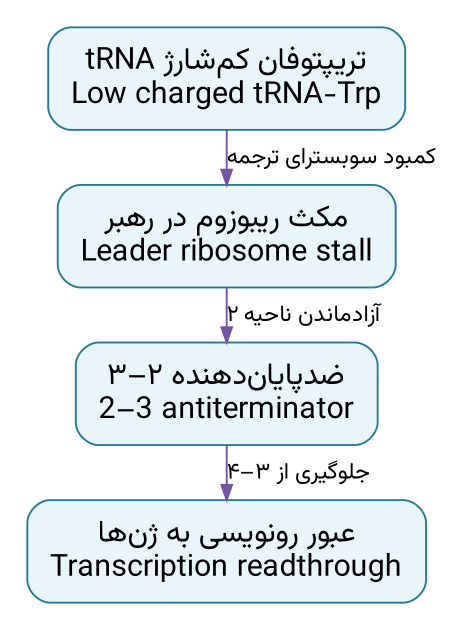 تریپتوفان کم‌شارژ tRNA
Low charged tRNA-Trp
کمبود سوبسترای ترجمه
مکث ریبوزوم در رهبر
Leader ribosome stall
آزادماندن ناحیه ۲
ضدپایان‌دهنده ۲–۳
2–3 antiterminator
جلوگیری از ۳–۴
عبور رونویسی به ژن‌ها
Transcription readthrough